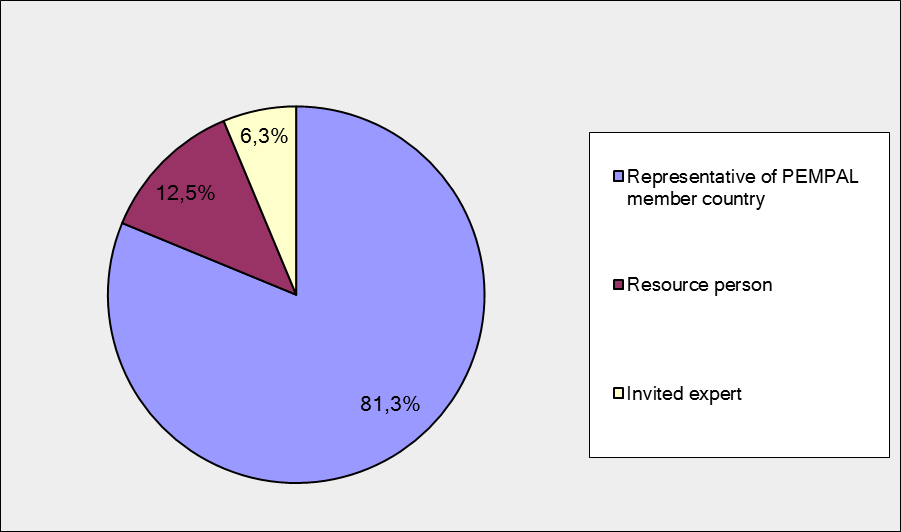 6,3%
12,5%
81,3%
Representative of PEMPAL
member country
Resource person
Invited expert